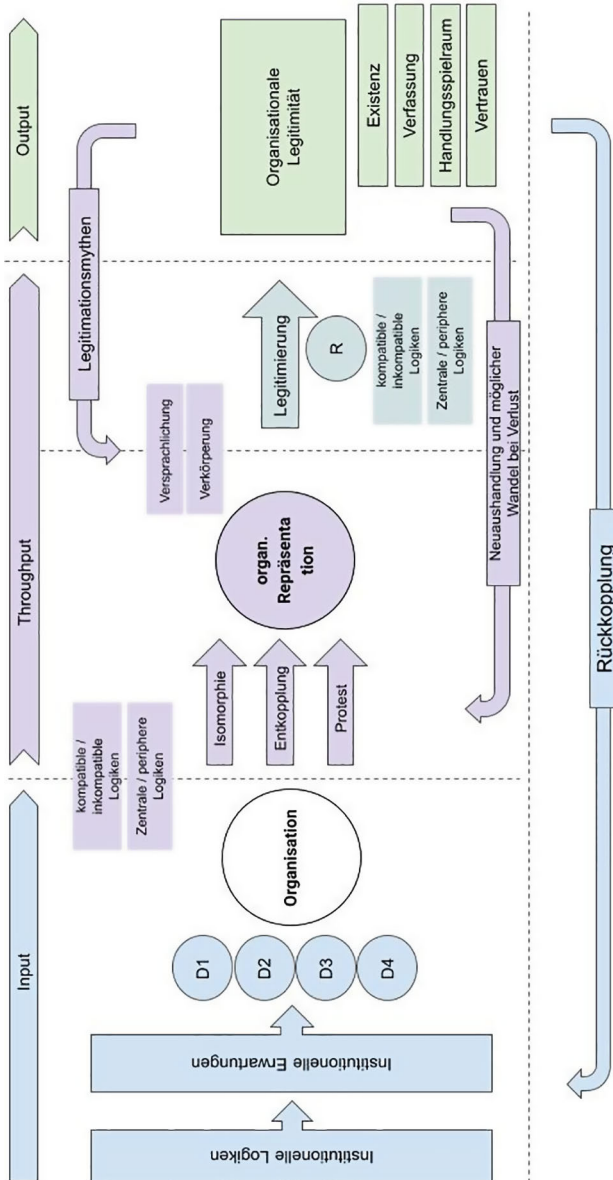 Input
Throughput
Output
Institutionelle Logiken
Institutionelle Erwartungen
D1
D2
D3
D4
Organisation
kompatible /
inkompatible
Logiken
Zentrale / periphere
Logiken
Isomorphie
Entkopplung
Protest
organ.
Repräsenta
tion
Versprachlichung
Verkörperung
Legitimationsmythen
Legitimierung
R
kompatible /
inkompatible
Logiken
Zentrale / periphere
Logiken
Organisationale
Legitimität
Existenz
Verfassung
Handlungsspielraum
Vertrauen
Neuaushandlung und möglicher
Wandel bei Verlust
Rückkopplung